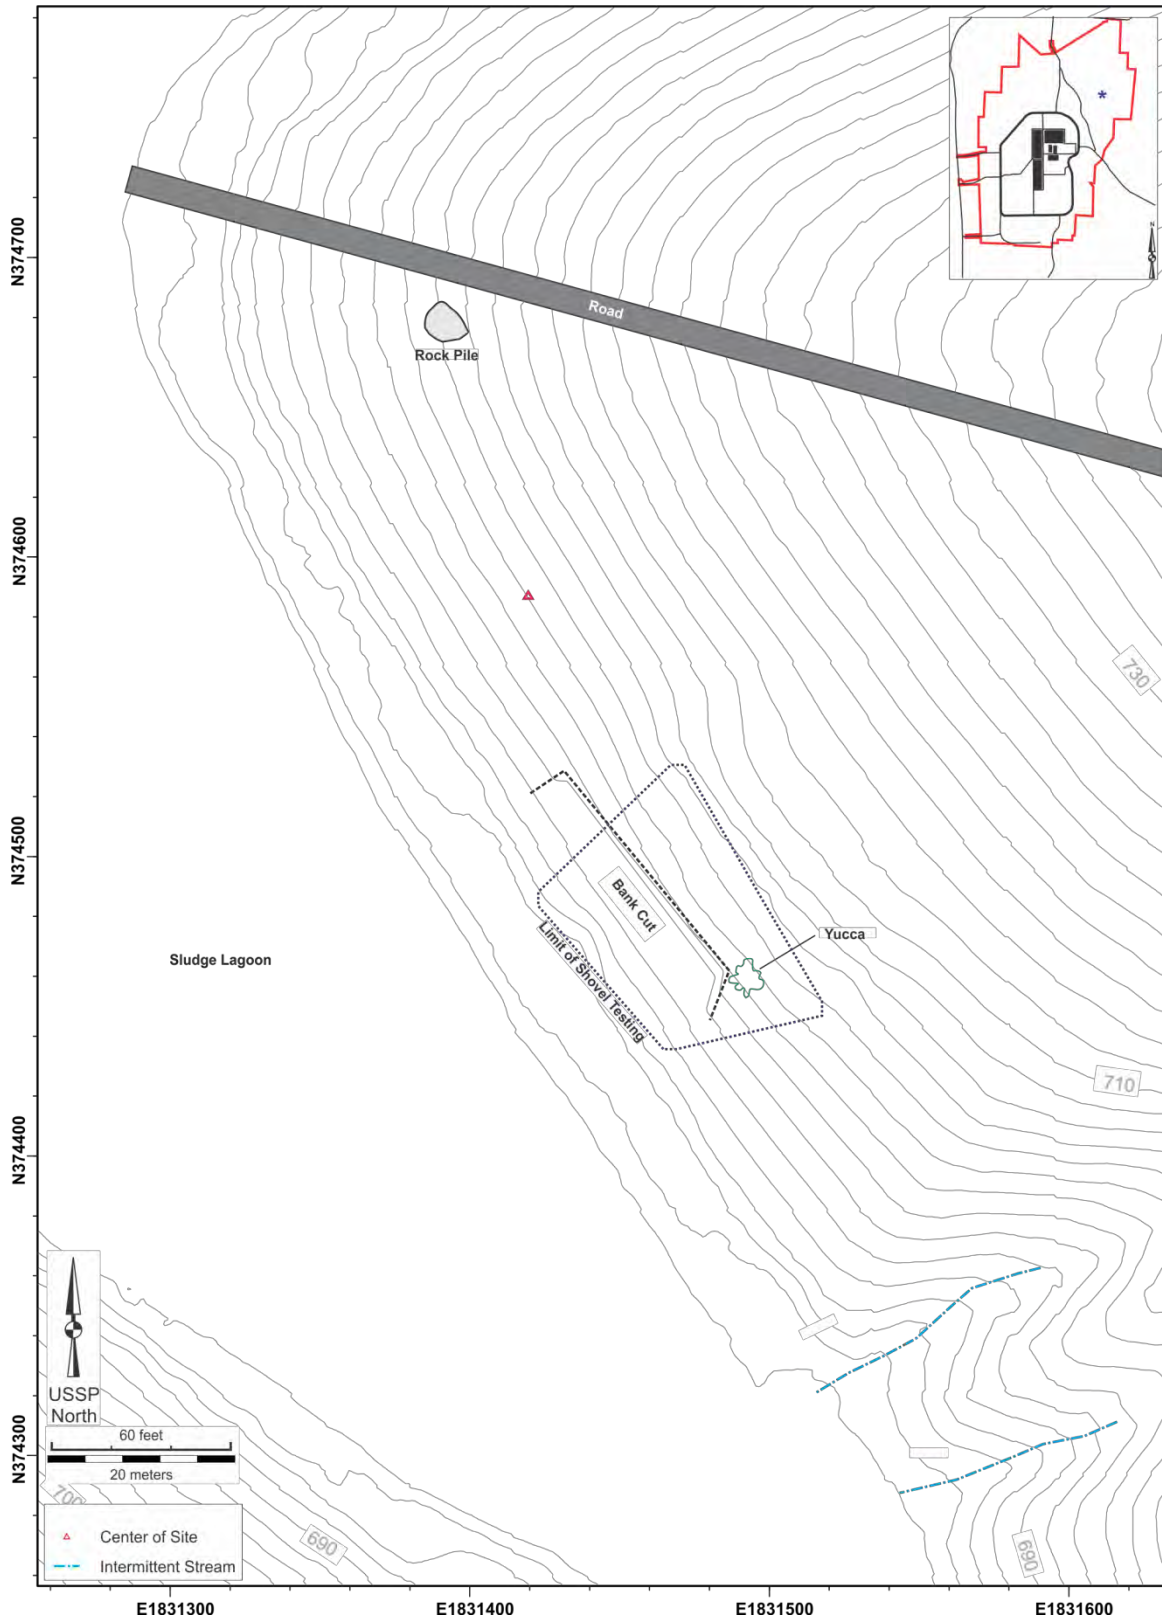 *
N
N374700
Road
Rock Pile
N374600
730
N374500
Bank Cut
Yucca
Limit of Shovel Testing
Sludge Lagoon
710
N374400
USSP
North
N374300
60 feet
20 meters
700
690
690
Center of Site
Intermittent Stream
E1831300
E1831400
E1831500
E1831600